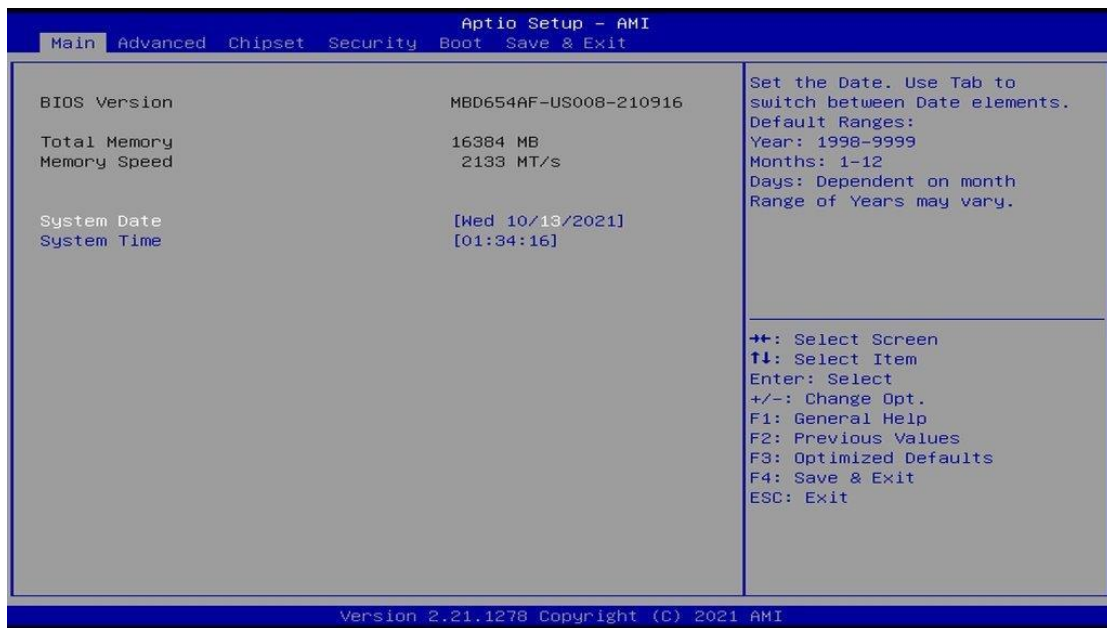 Aptio Setup – AMI
Main Advanced Chipset Security Boot Save & Exit
BIOS Version MBD654AF-US008-210916
Total Memory 16384 MB
Memory Speed 2133 MT/s
System Date [Wed 10/13/2021]
System Time [01:34:16]
Set the Date. Use Tab to
switch between Date elements.
Default Ranges:
Year: 1998-9999
Months: 1-12
Days: Dependent on month
Range of Years may vary.
→←: Select Screen
↑↓: Select Item
Enter: Select
+/-: Change Opt.
F1: General Help
F2: Previous Values
F3: Optimized Defaults
F4: Save & Exit
ESC: Exit
Version 2.21.1278 Copyright (C) 2021 AMI